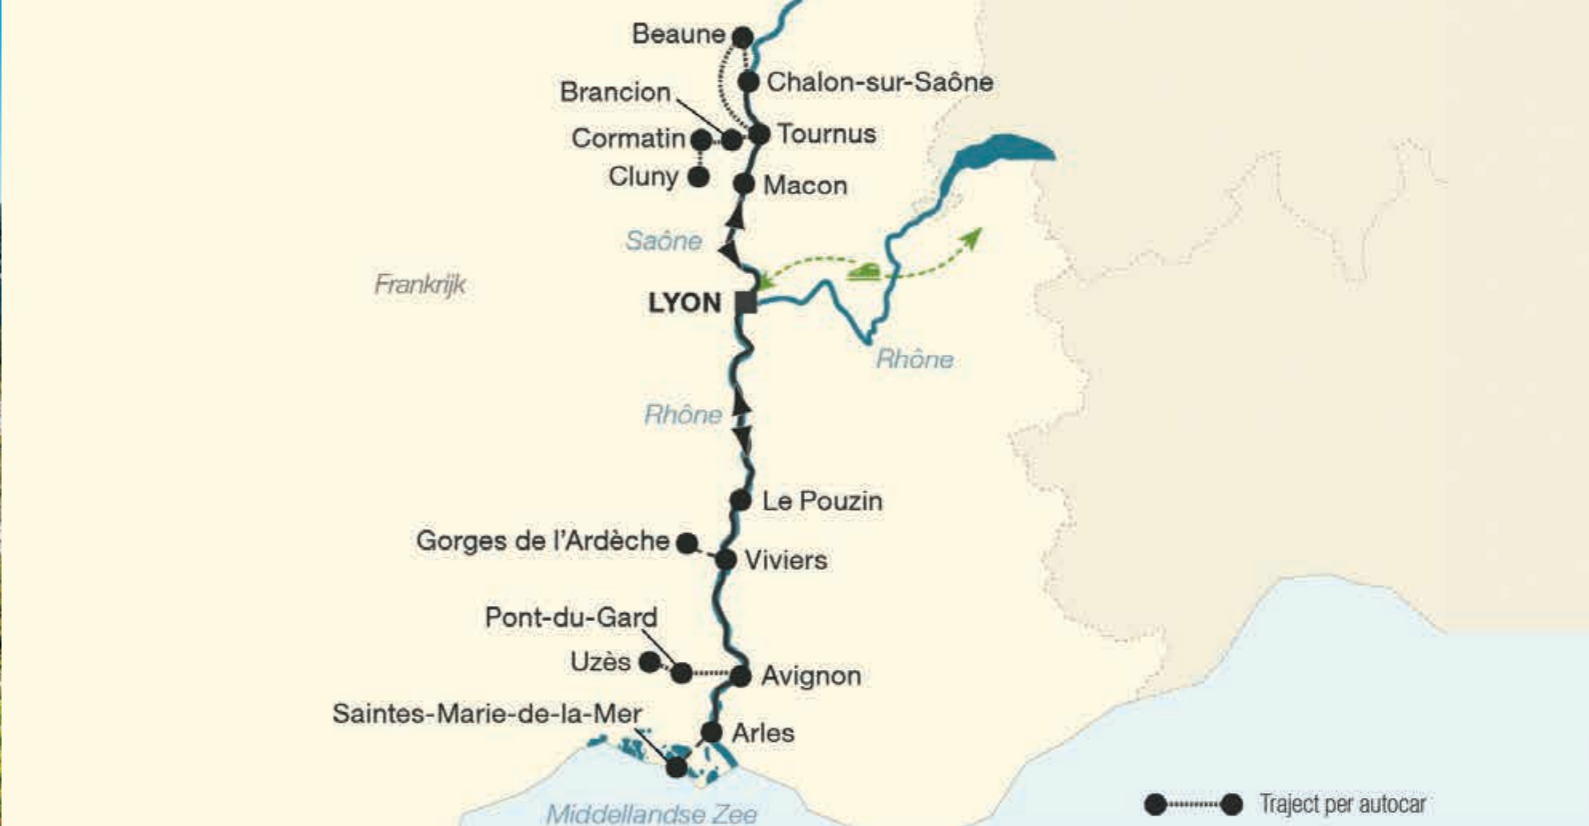 Beaune
Chalon-sur-Saône
Brancion
Cormatin
Tournus
Cluny
Macon
Saône
Frankrijk
LYON
Rhône
Rhône
Le Pouzin
Gorges de l'Ardèche
Viviers
Pont-du-Gard
Uzès
Avignon
Saintes-Marie-de-la-Mer
Arles
Middellandse Zee
Traject per autocar